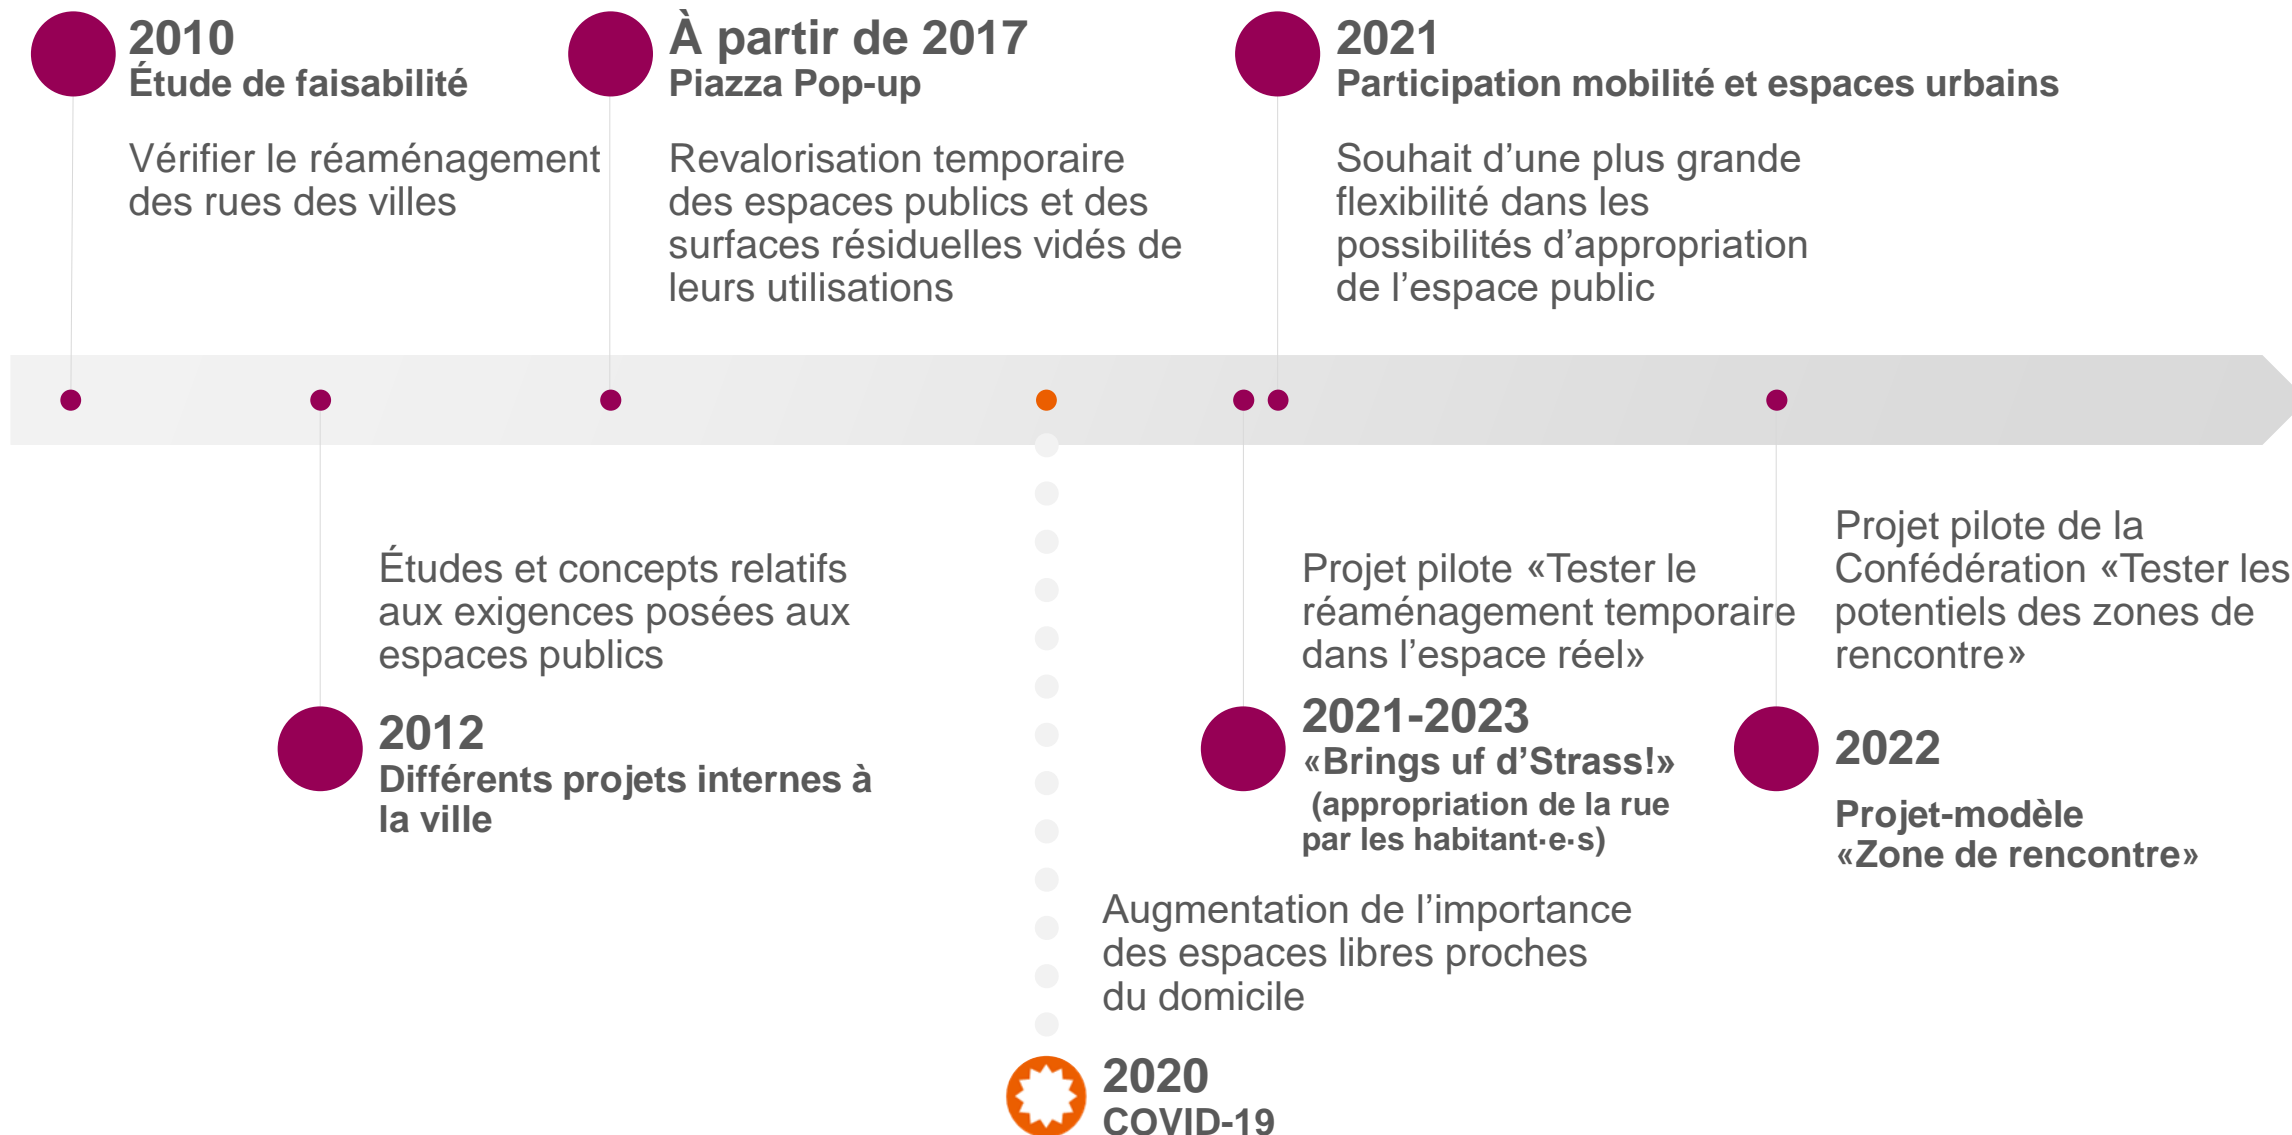 2010
Étude de faisabilité
Vérifier le réaménagement
des rues des villes
À partir de 2017
Piazza Pop-up
Revalorisation temporaire
des espaces publics et des
surfaces résiduelles vidés de
leurs utilisations
2021
Participation mobilité et espaces urbains
Souhait d’une plus grande
flexibilité dans les
possibilités d’appropriation
de l’espace public
Études et concepts relatifs
aux exigences posées aux
espaces publics
2012
Différents projets internes à
la ville
Projet pilote «Tester le
réaménagement temporaire
dans l’espace réel»
2021-2023
«Brings uf d’Strass!»
(appropriation de la rue
par les habitant·e·s)
Projet pilote de la
Confédération «Tester les
potentiels des zones de
rencontre»
2022
Projet-modèle
«Zone de rencontre»
Augmentation de l’importance
des espaces libres proches
du domicile
2020
COVID-19